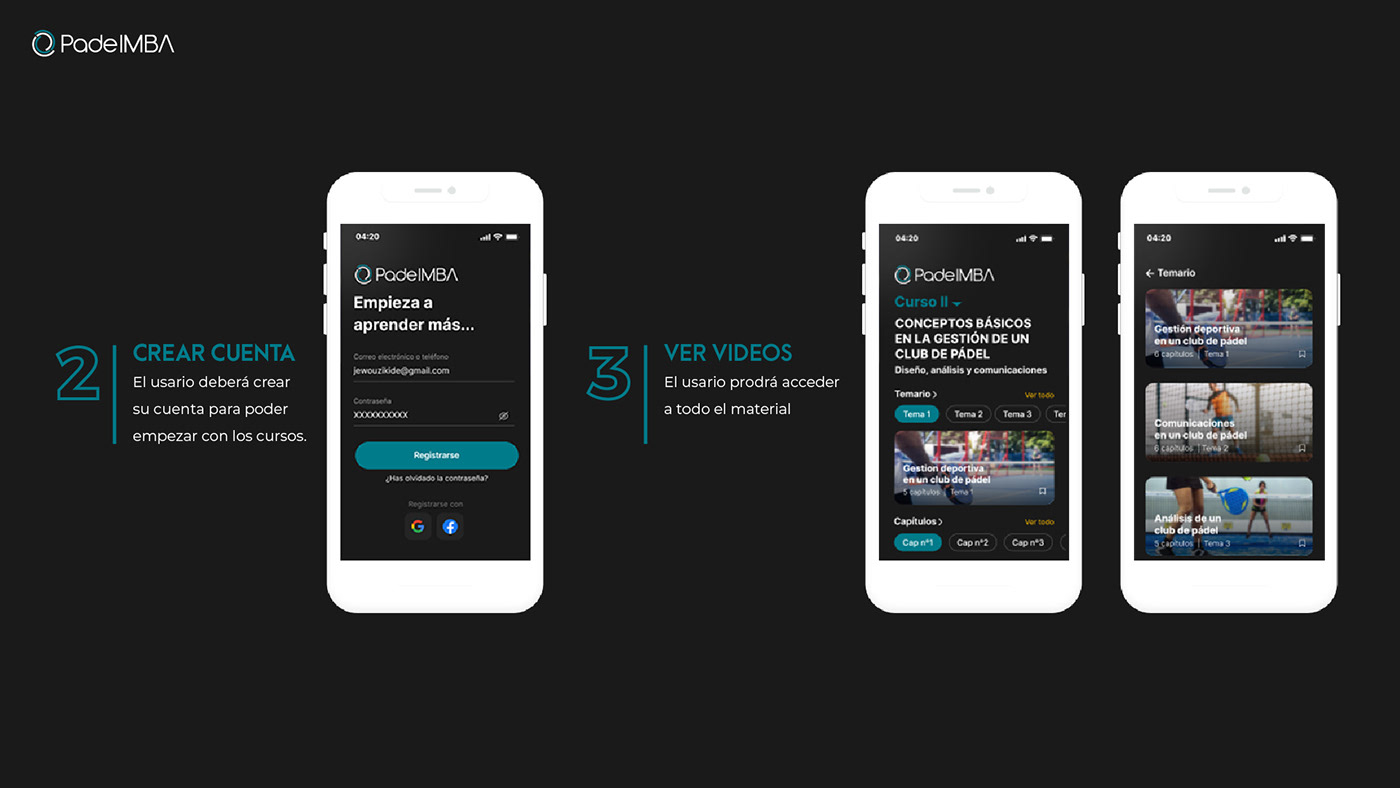 PadelMBA
2
CREAR CUENTA
El usario deberá crear
su cuenta para poder
empezar con los cursos.
04:20
PadelMBA
Empieza a
aprender más...
Correo electrónico o teléfono
jewouzikide@gmail.com
Contraseña
XXXXXXXXXX
Registrarse
¿Has olvidado la contraseña?
Registrarse con
3
VER VIDEOS
El usario prodrá acceder
a todo el material
04:20
PadelMBA
Curso II
CONCEPTOS BÁSICOS
EN LA GESTIÓN DE UN
CLUB DE PÁDEL
Diseño, análisis y comunicaciones
Temario Ver todo
Tema 1 Tema 2 Tema 3 Ter
Gestion deportiva
en un club de pádel
5 capítulos | Tema 1
Capítulos Ver todo
Cap nº1 Cap nº2 Cap nº3
04:20
Temario
Gestión deportiva
en un club de pádel
6 capítulos | Tema 1
Comunicaciones
en un club de pádel
6 capítulos | Tema 2
Análisis de un
club de pádel
5 capítulos | Tema 3